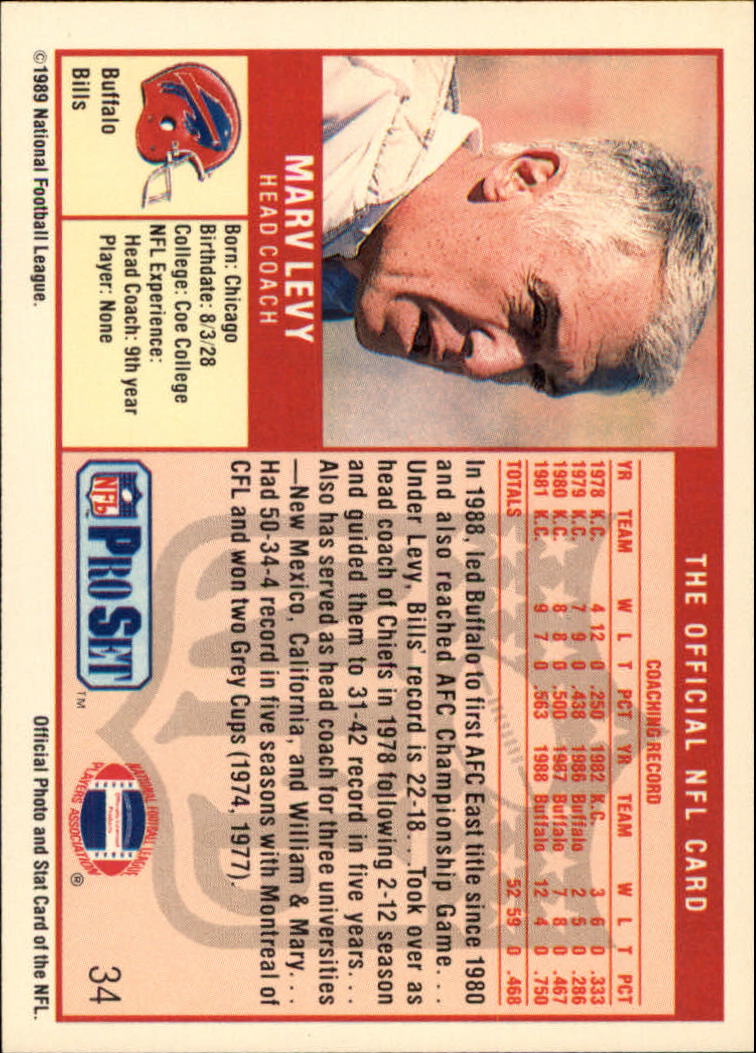 THE OFFICIAL NFL CARD
MARV LEVY
HEAD COACH
Buffalo
Bills
Born: Chicago
Birthdate: 8/3/28
College: Coe College
NFL Experience:
Head Coach: 9th year
Player: None
COACHING RECORD
YR TEAM W L T PCT YR TEAM W L T PCT
1978 K.C. 4 12 0 .250 1982 K.C. 3 6 0 .333
1979 K.C. 7 9 0 .438 1986 Buffalo 2 5 0 .286
1980 K.C. 8 8 0 .500 1987 Buffalo 7 8 0 .467
1981 K.C. 9 7 0 .563 1988 Buffalo 12 4 0 .750
TOTALS 52 59 0 .468
In 1988, led Buffalo to first AFC East title since 1980
and also reached AFC Championship Game. . .
Under Levy, Bills' record is 22-18. . .Took over as
head coach of Chiefs in 1978 following 2-12 season
and guided them to 31-42 record in five years. . .
Also has served as head coach for three universities
—New Mexico, California, and William & Mary. . .
Had 50-34-4 record in five seasons with Montreal of
CFL and won two Grey Cups (1974, 1977).
NFL PRO SET TM
NATIONAL FOOTBALL LEAGUE
PLAYERS ASSOCIATION ®
34
©1989 National Football League.
Official Photo and Stat Card of the NFL.